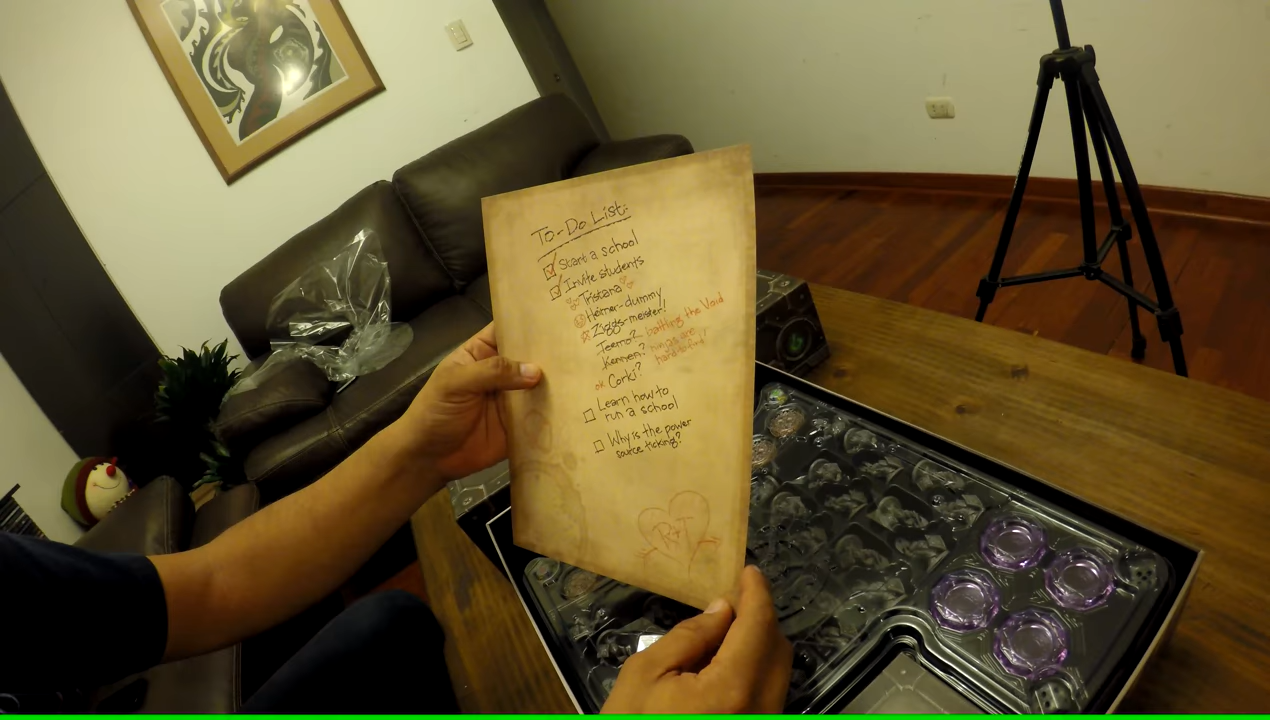 To-Do List:
Start a school
Invite students
Tristana
Heimer-dummy
Ziggs-meister!
Teemo? battling the Void
Kennen? ninjas are
hard to find
ok Corki?
Learn how to
run a school
Why is the power
source ticking?
R+T